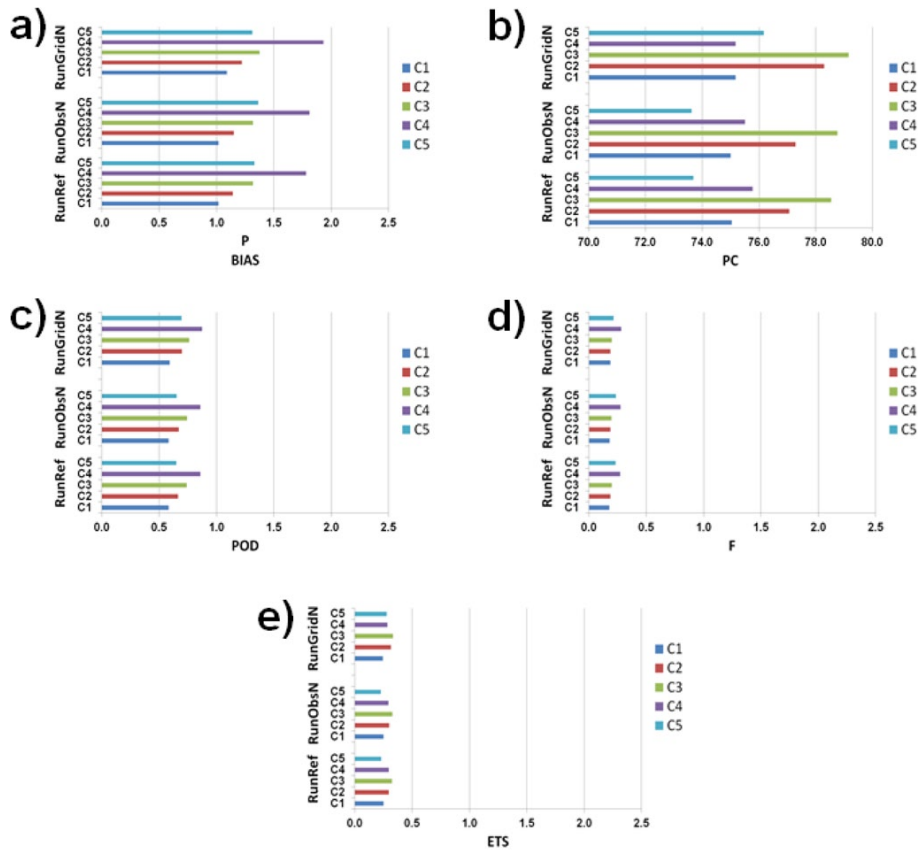 a)
RunGridN
C5
C4
C3
C2
C1
RunObsN
C5
C4
C3
C2
C1
RunRef
C5
C4
C3
C2
C1
0.0 0.5 1.0 1.5 2.0 2.5
P
BIAS
C1
C2
C3
C4
C5
b)
RunGridN
C5
C4
C3
C2
C1
RunObsN
C5
C4
C3
C2
C1
RunRef
C5
C4
C3
C2
C1
70.0 72.0 74.0 76.0 78.0 80.0
PC
C1
C2
C3
C4
C5
c)
RunGridN
C5
C4
C3
C2
C1
RunObsN
C5
C4
C3
C2
C1
RunRef
C5
C4
C3
C2
C1
0.0 0.5 1.0 1.5 2.0 2.5
POD
C1
C2
C3
C4
C5
d)
RunGridN
C5
C4
C3
C2
C1
RunObsN
C5
C4
C3
C2
C1
RunRef
C5
C4
C3
C2
C1
0.0 0.5 1.0 1.5 2.0 2.5
F
C1
C2
C3
C4
C5
e)
RunGridN
C5
C4
C3
C2
C1
RunObsN
C5
C4
C3
C2
C1
RunRef
C5
C4
C3
C2
C1
0.0 0.5 1.0 1.5 2.0 2.5
ETS
C1
C2
C3
C4
C5